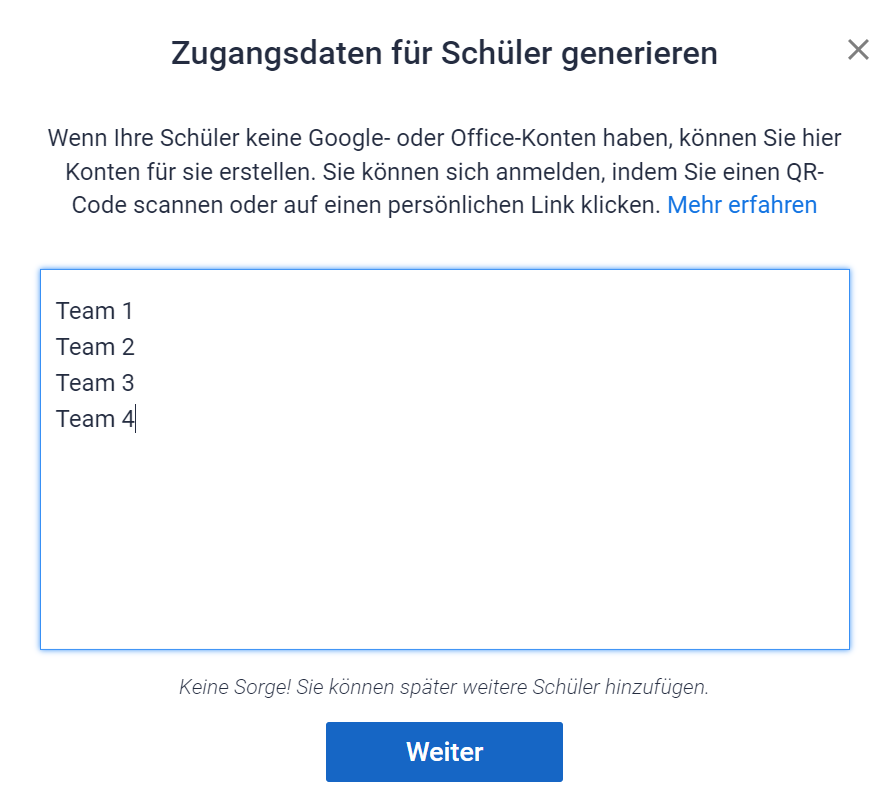 Zugangsdaten für Schüler generieren
Wenn Ihre Schüler keine Google- oder Office-Konten haben, können Sie hier
Konten für sie erstellen. Sie können sich anmelden, indem Sie einen QR-
Code scannen oder auf einen persönlichen Link klicken. Mehr erfahren
Team 1
Team 2
Team 3
Team 4
Keine Sorge! Sie können später weitere Schüler hinzufügen.
Weiter